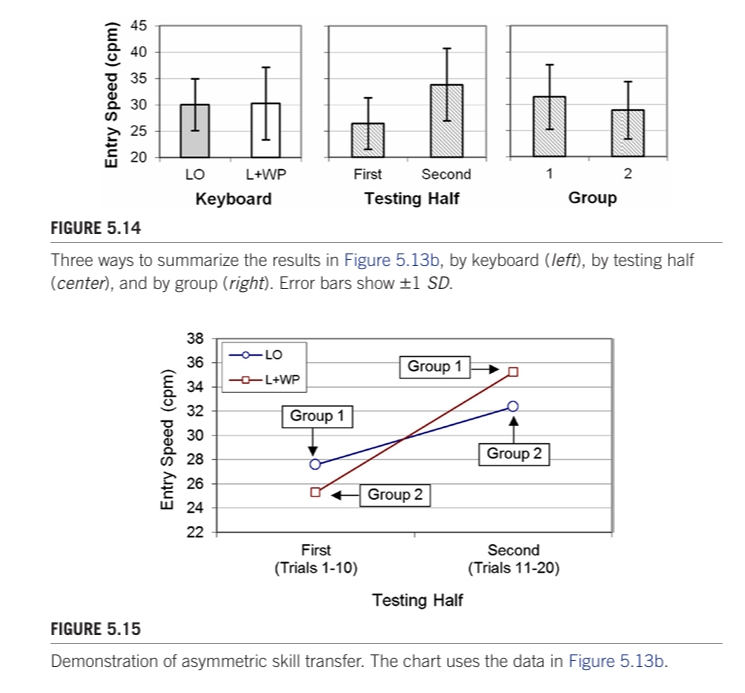 Entry Speed (cpm)
45
40
35
30
25
20
LO L+WP
Keyboard
First Second
Testing Half
1 2
Group
FIGURE 5.14
Three ways to summarize the results in Figure 5.13b, by keyboard (left), by testing half
(center), and by group (right). Error bars show ±1 SD.
Entry Speed (cpm)
38
36
34
32
30
28
26
24
22
LO
L+WP
Group 1
Group 1
Group 2
Group 2
First
(Trials 1-10)
Second
(Trials 11-20)
Testing Half
FIGURE 5.15
Demonstration of asymmetric skill transfer. The chart uses the data in Figure 5.13b.